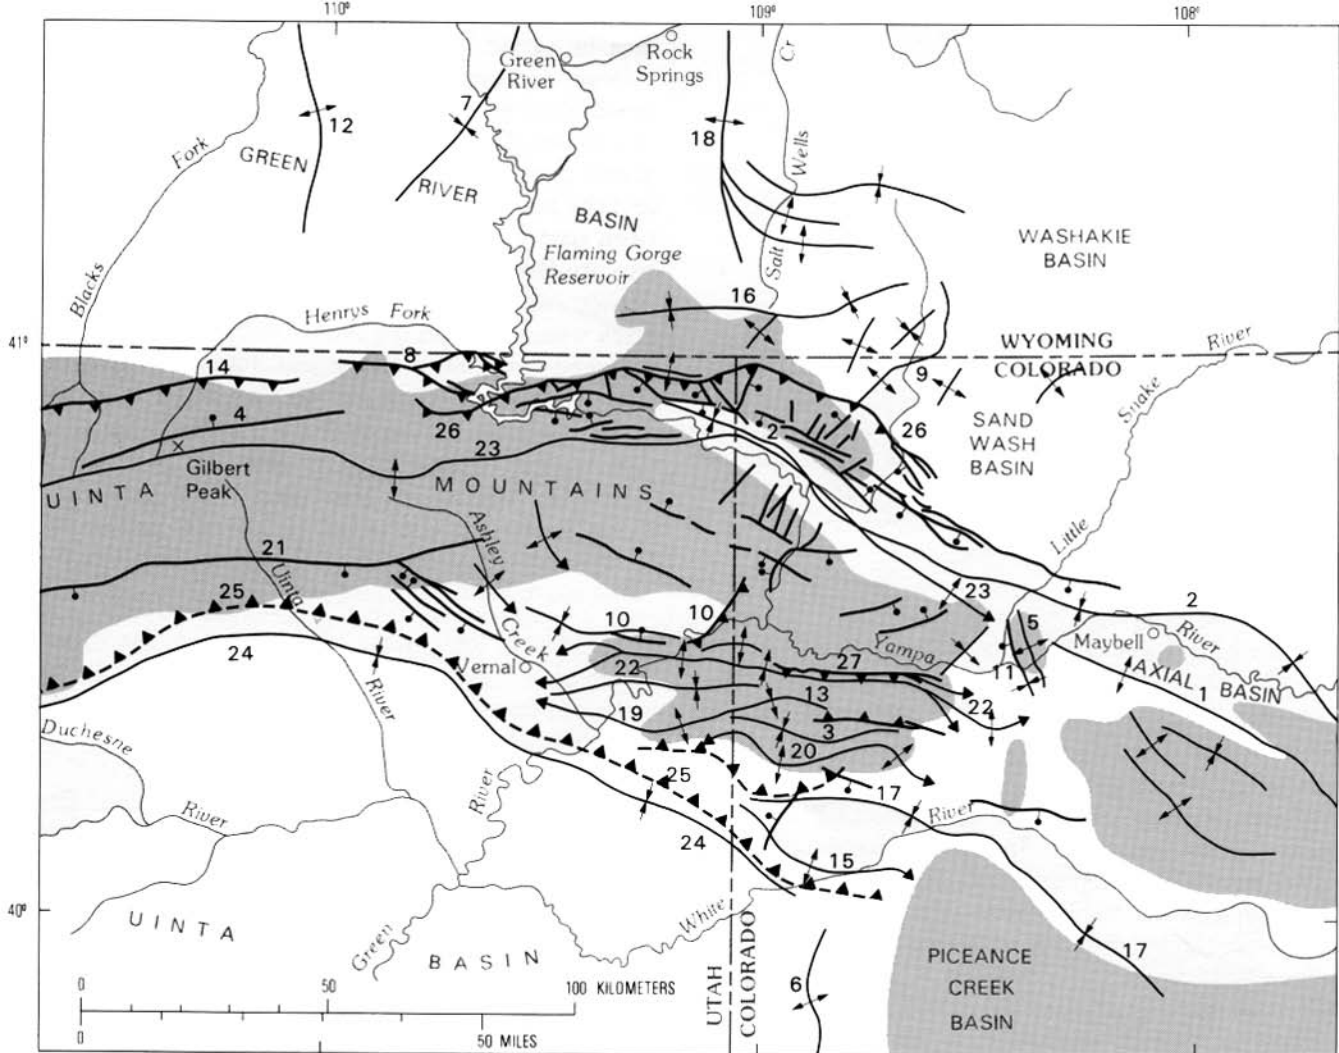 110°
109°
108°
Green
River
Rock
Springs
Cr
7
12
18
Fork
GREEN
Wells
RIVER
BASIN
WASHAKIE
BASIN
Flaming Gorge
Reservoir
Salt
Blacks
16
Henrys Fork
41°
8
WYOMING
River
14
COLORADO
9
Snake
4
26
2
26
SAND
WASH
BASIN
23
Gilbert
Peak
UINTA
MOUNTAINS
Ashley
Little
21
25
Uinta
23
2
10
10
5
Creek
Maybell
River
24
Vernal
22
27
Yampa
11
AXIAL
1
BASIN
River
13
22
19
3
Duchesne
20
25
17
River
River
River
24
15
40°
White
UINTA
Green
BASIN
UTAH
COLORADO
17
PICEANCE
CREEK
BASIN
6
0
50
100 KILOMETERS
0
50 MILES